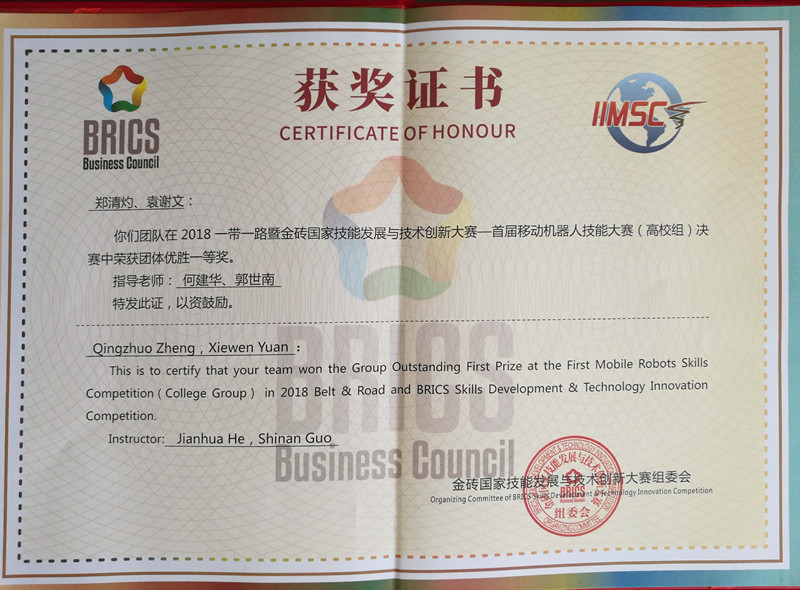 BRICS
Business Council
获奖证书
CERTIFICATE OF HONOUR
IIMSC
郑清灼、袁谢文：
你们团队在 2018 一带一路暨金砖国家技能发展与技术创新大赛—首届移动机器人技能大赛（高校组）决
赛中荣获团体优胜一等奖。
指导老师： 何建华、郭世南
特发此证，以资鼓励。
Qingzhuo Zheng , Xiewen Yuan ：
This is to certify that your team won the Group Outstanding First Prize at the First Mobile Robots Skills
Competition ( College Group ) in 2018 Belt & Road and BRICS Skills Development & Technology Innovation
Competition.
Instructor: Jianhua He , Shinan Guo
BRICS
Business Council
金砖国家技能发展与技术创新大赛组委会
Organizing Committee of BRICS Skills Development & Technology Innovation Competition
BRICS
组委会